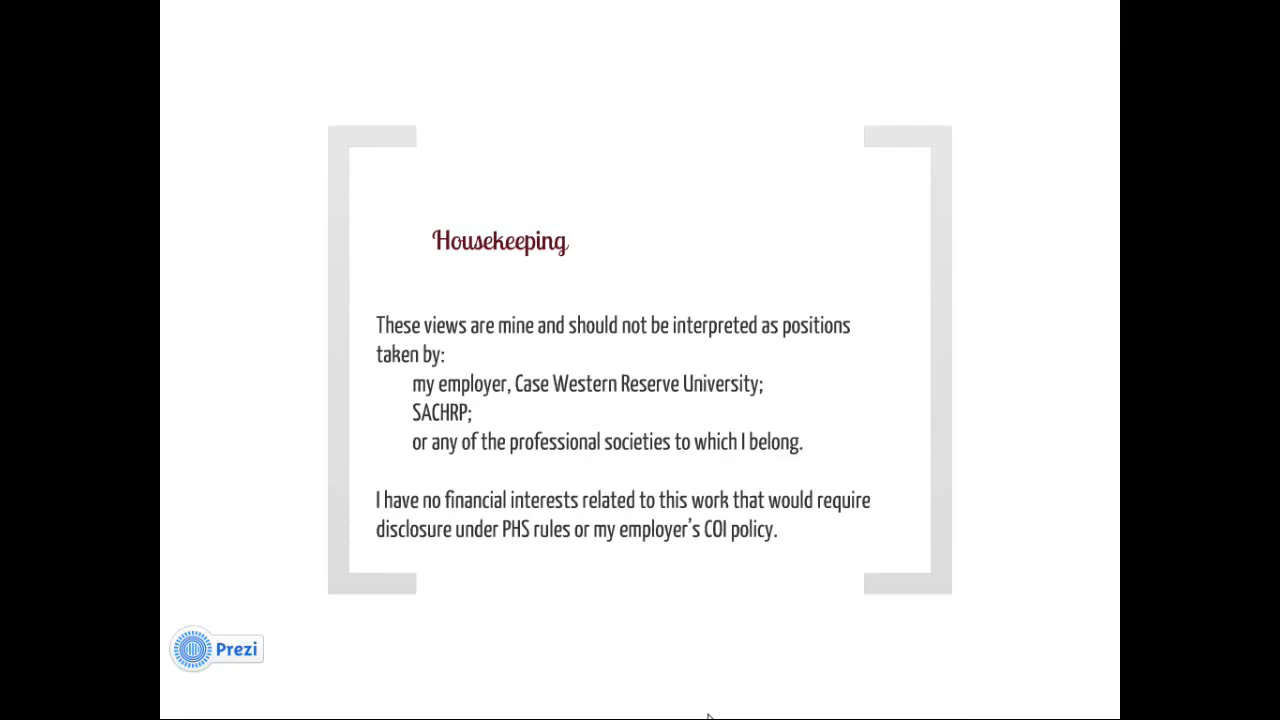 Housekeeping
These views are mine and should not be interpreted as positions
taken by:
my employer, Case Western Reserve University;
SACHRP;
or any of the professional societies to which I belong.
I have no financial interests related to this work that would require
disclosure under PHS rules or my employer's COI policy.
Prezi